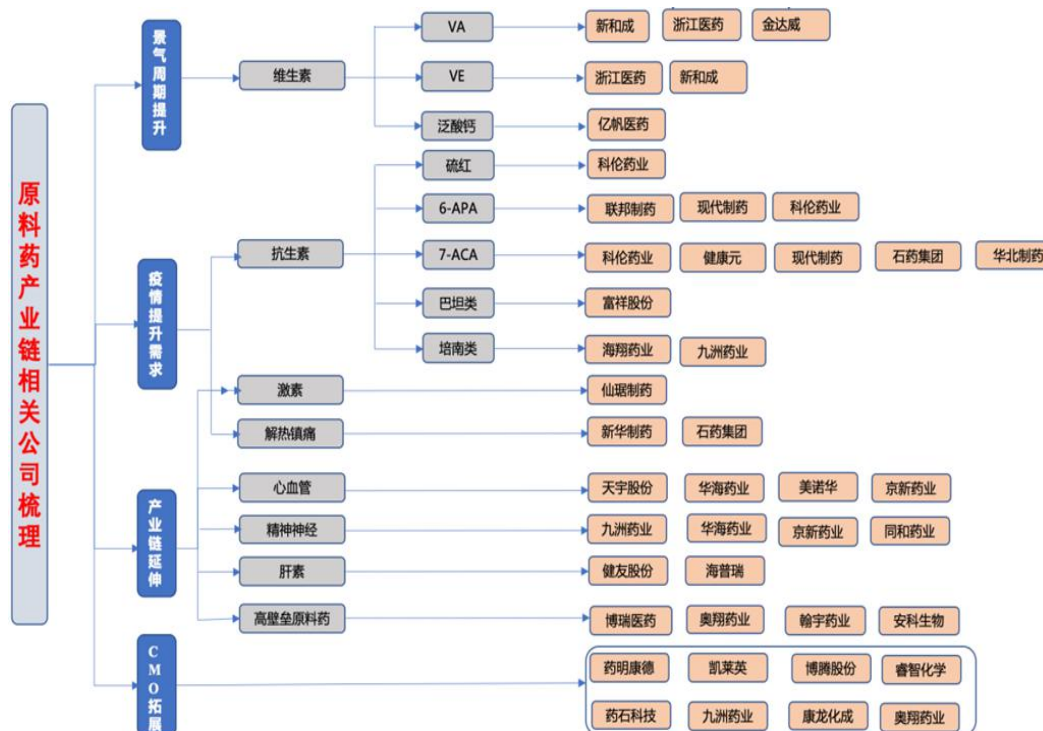 原料药产业链相关公司梳理
景气周期提升
维生素
VA
新和成
浙江医药
金达威
VE
浙江医药
新和成
泛酸钙
亿帆医药
疫情提升需求
抗生素
硫红
科伦药业
6-APA
联邦制药
现代制药
科伦药业
7-ACA
科伦药业
健康元
现代制药
石药集团
华北制药
巴坦类
富祥股份
培南类
海翔药业
九洲药业
激素
仙琚制药
解热镇痛
新华制药
石药集团
产业链延伸
心血管
天宇股份
华海药业
美诺华
京新药业
精神神经
九洲药业
华海药业
京新药业
同和药业
肝素
健友股份
海普瑞
高壁垒原料药
博瑞医药
奥翔药业
翰宇药业
安科生物
CMO拓展
药明康德
凯莱英
博腾股份
睿智化学
药石科技
九洲药业
康龙化成
奥翔药业